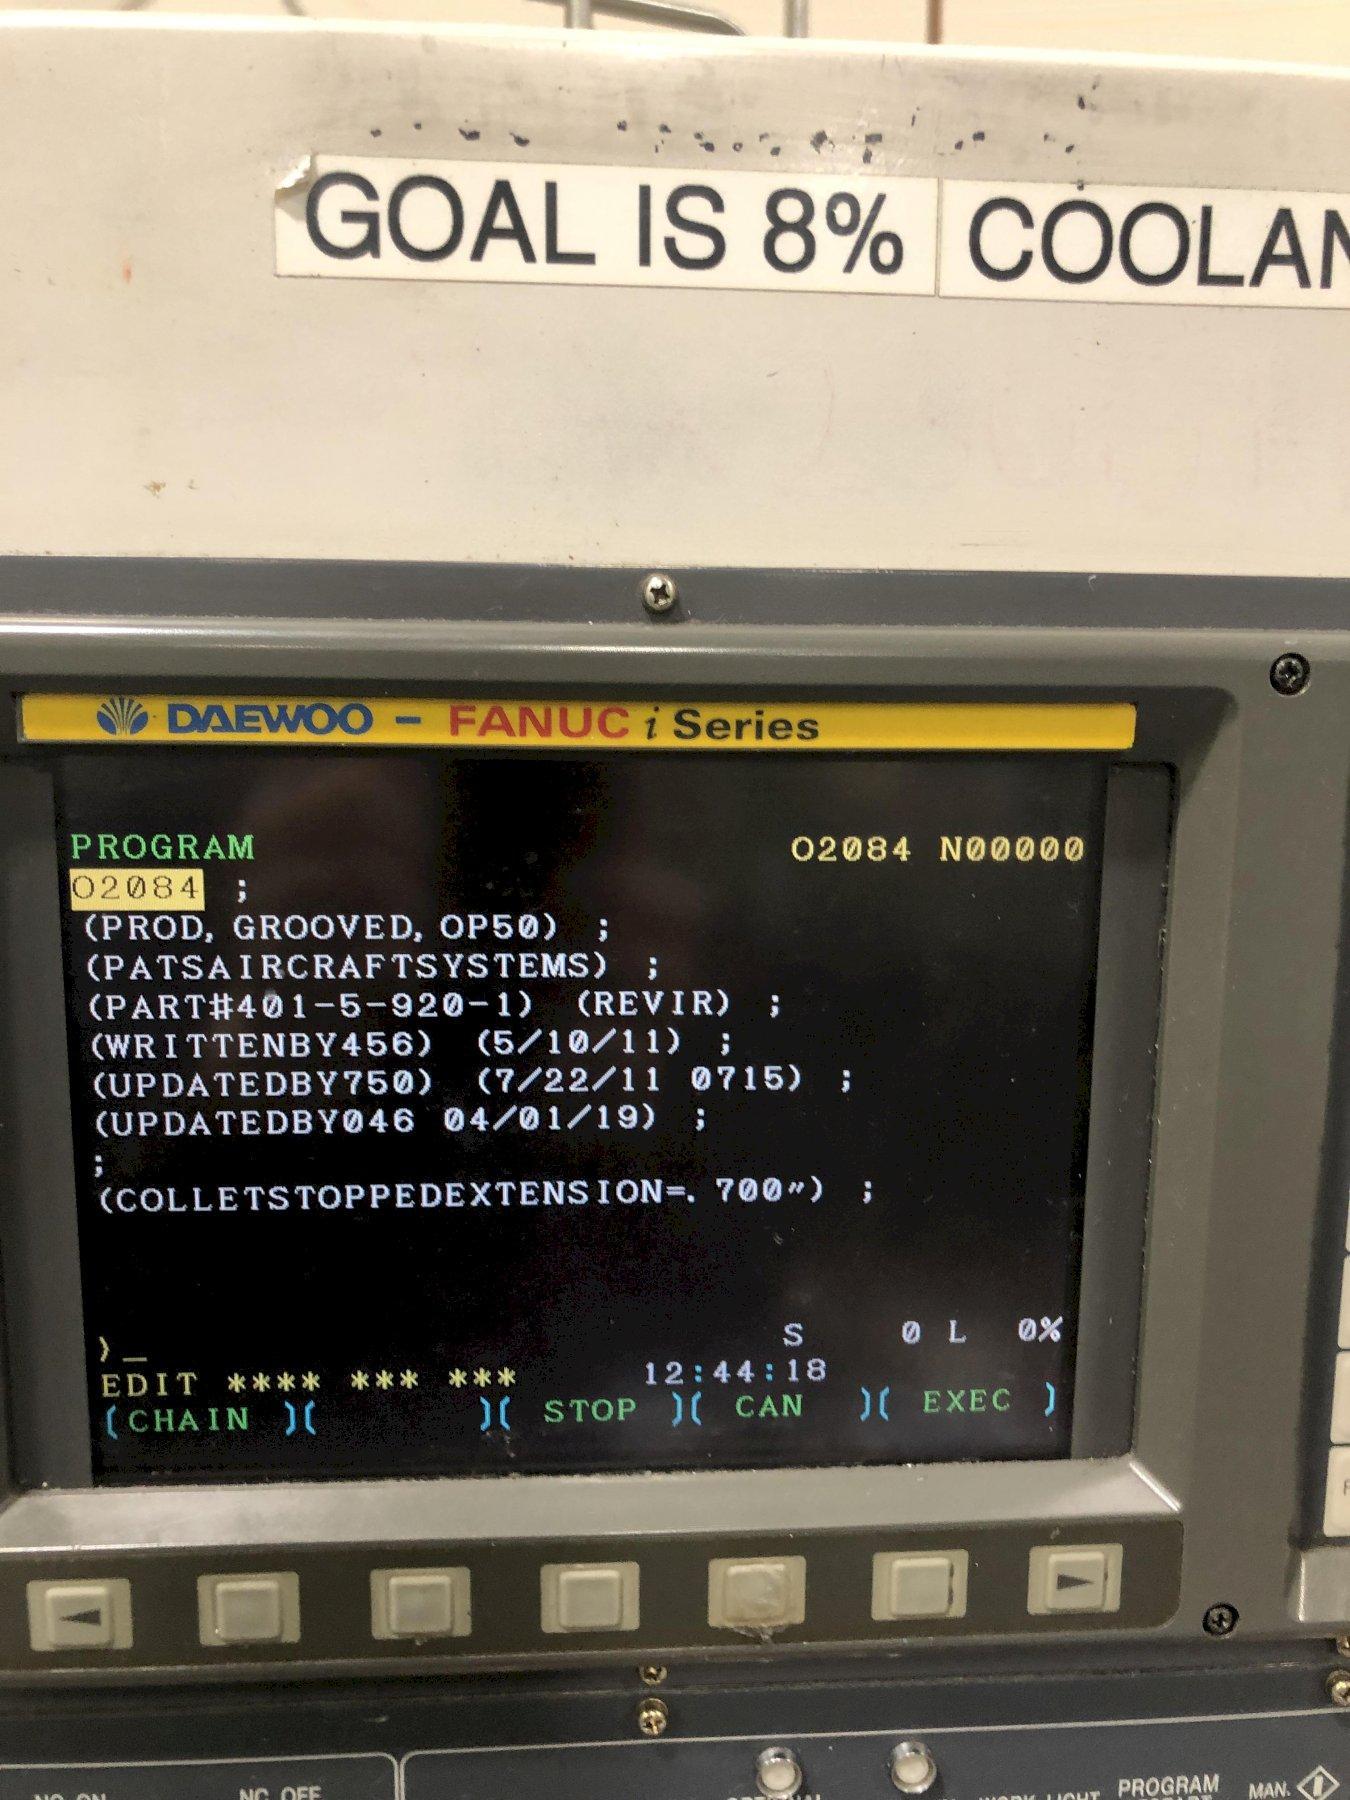 GOAL IS 8% COOLAN
DAEWOO - FANUC i Series
PROGRAM O2084 N00000
O2084 ;
(PROD, GROOVED, OP50) ;
(PATSAIRCRAFTSYSTEMS) ;
(PART#401-5-920-1) (REVIR) ;
(WRITTENBY456) (5/10/11) ;
(UPDATEDBY750) (7/22/11 0715) ;
(UPDATEDBY046 04/01/19) ;
;
(COLLETSTOPPEDEXTENSION=.700″) ;
S 0 L 0%
)_
EDIT **** *** *** 12:44:18
(CHAIN )( )( STOP )( CAN )( EXEC )
NC OFF
WORK LIGHT
PROGRAM
MAN.